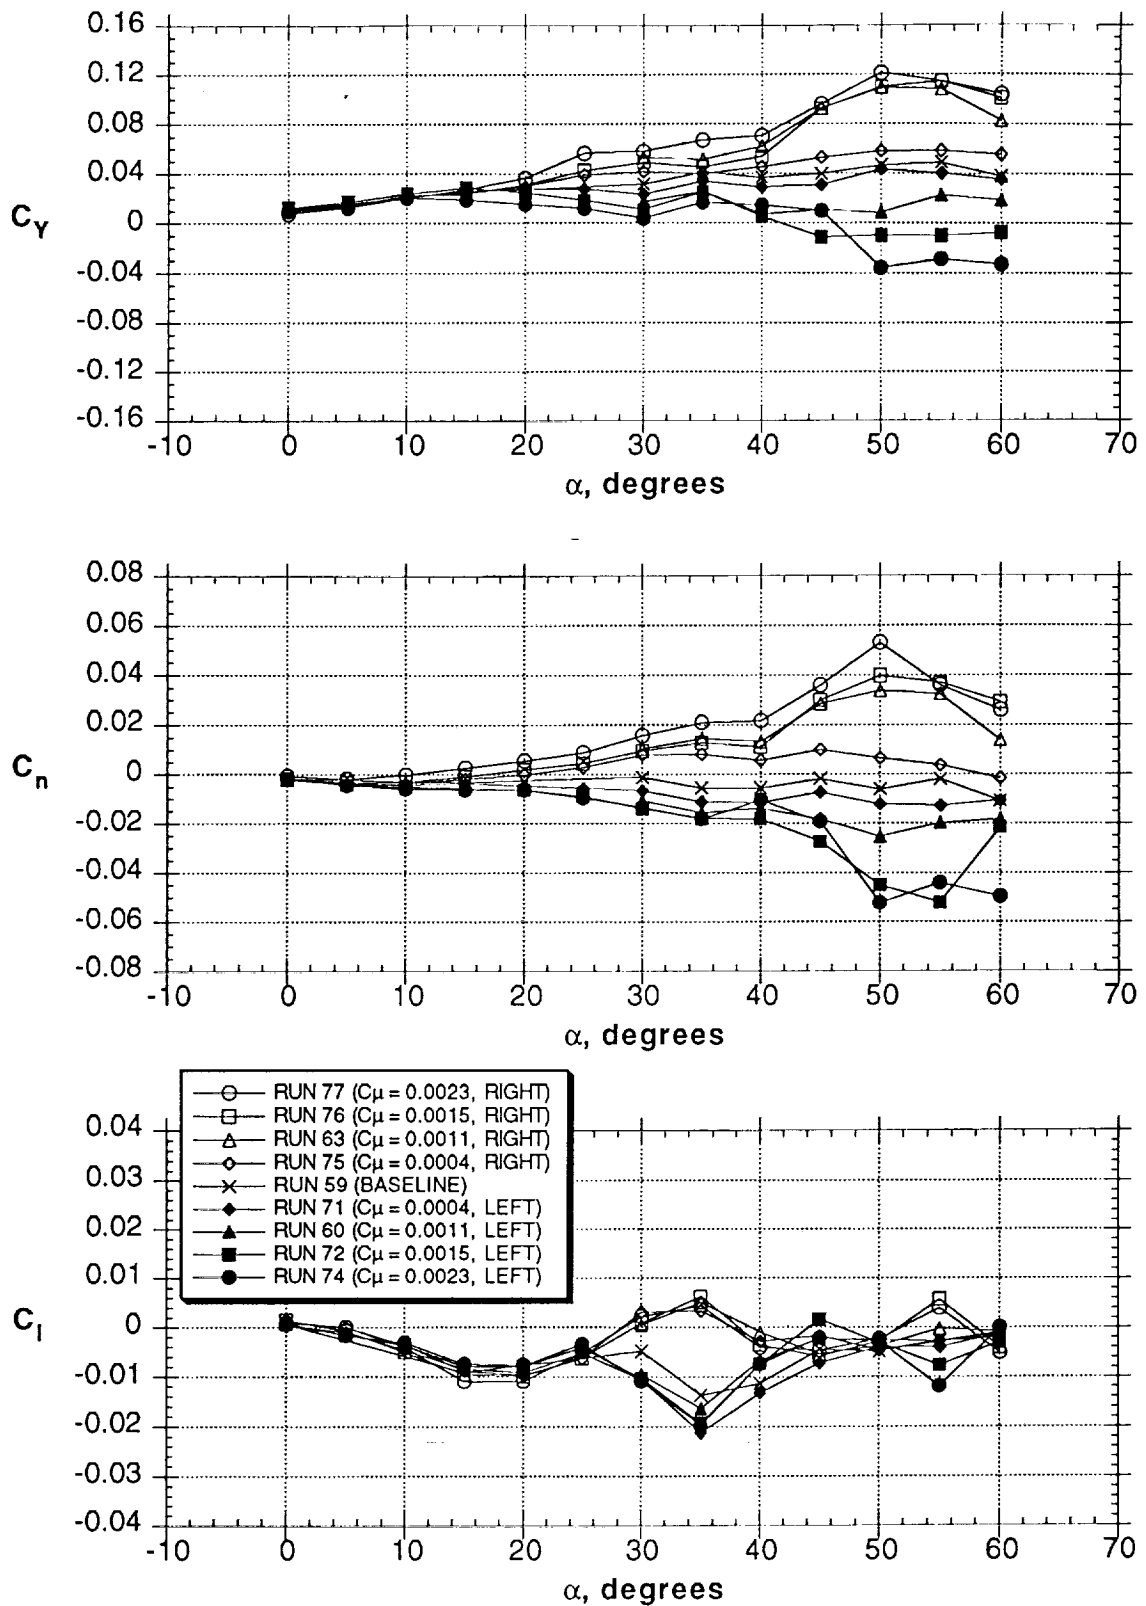 0.16
0.12
0.08
0.04
0
-0.04
-0.08
-0.12
-0.16
C_Y
-10 0 10 20 30 40 50 60 70
α, degrees
0.08
0.06
0.04
0.02
0
-0.02
-0.04
-0.06
-0.08
C_n
-10 0 10 20 30 40 50 60 70
α, degrees
RUN 77 (Cμ = 0.0023, RIGHT)
RUN 76 (Cμ = 0.0015, RIGHT)
RUN 63 (Cμ = 0.0011, RIGHT)
RUN 75 (Cμ = 0.0004, RIGHT)
RUN 59 (BASELINE)
RUN 71 (Cμ = 0.0004, LEFT)
RUN 60 (Cμ = 0.0011, LEFT)
RUN 72 (Cμ = 0.0015, LEFT)
RUN 74 (Cμ = 0.0023, LEFT)
0.04
0.03
0.02
0.01
0
-0.01
-0.02
-0.03
-0.04
C_l
-10 0 10 20 30 40 50 60 70
α, degrees